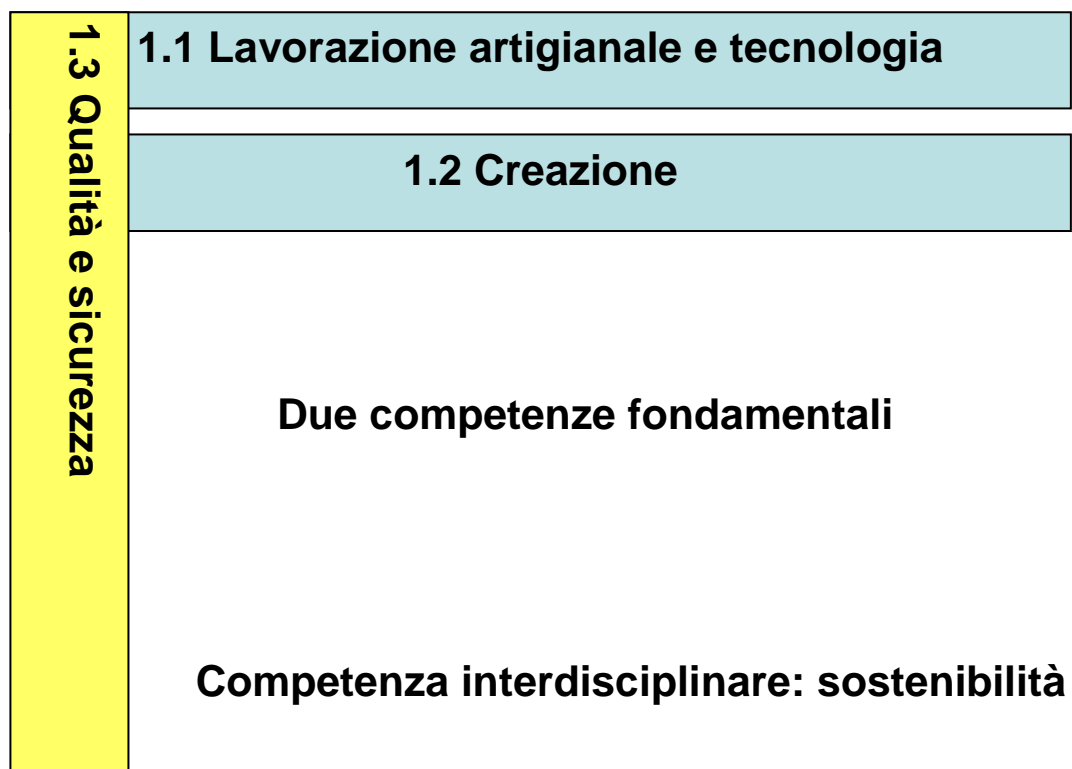 1.3 Qualità e sicurezza
1.1 Lavorazione artigianale e tecnologia
1.2 Creazione
Due competenze fondamentali
Competenza interdisciplinare: sostenibilità